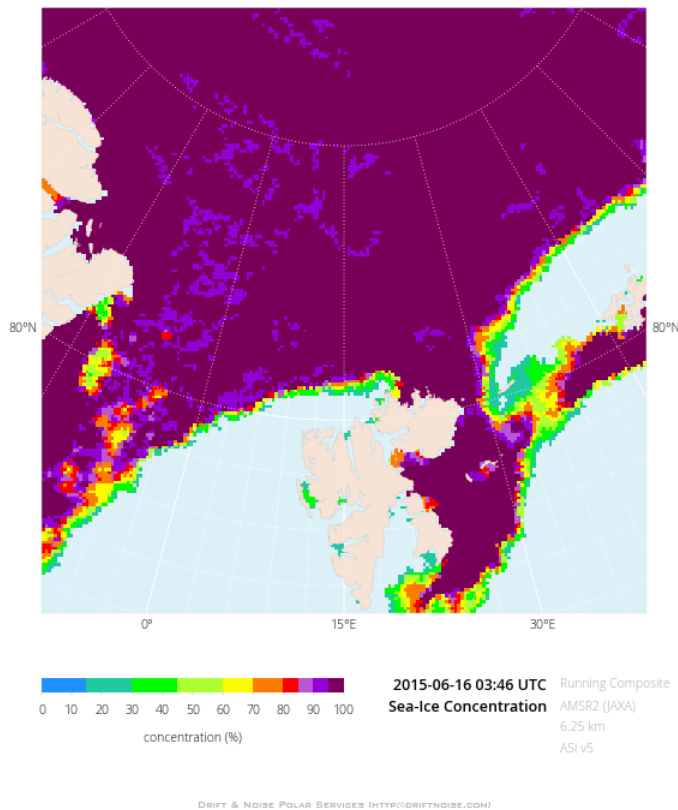 80°N
80°N
0°
15°E
30°E
0 10 20 30 40 50 60 70 80 90 100
concentration (%)
2015-06-16 03:46 UTC
Sea-Ice Concentration
Running Composite
AMSR2 (JAXA)
6.25 km
ASI v5
Drift & Noise Polar Services (http:\\driftnoise.com)